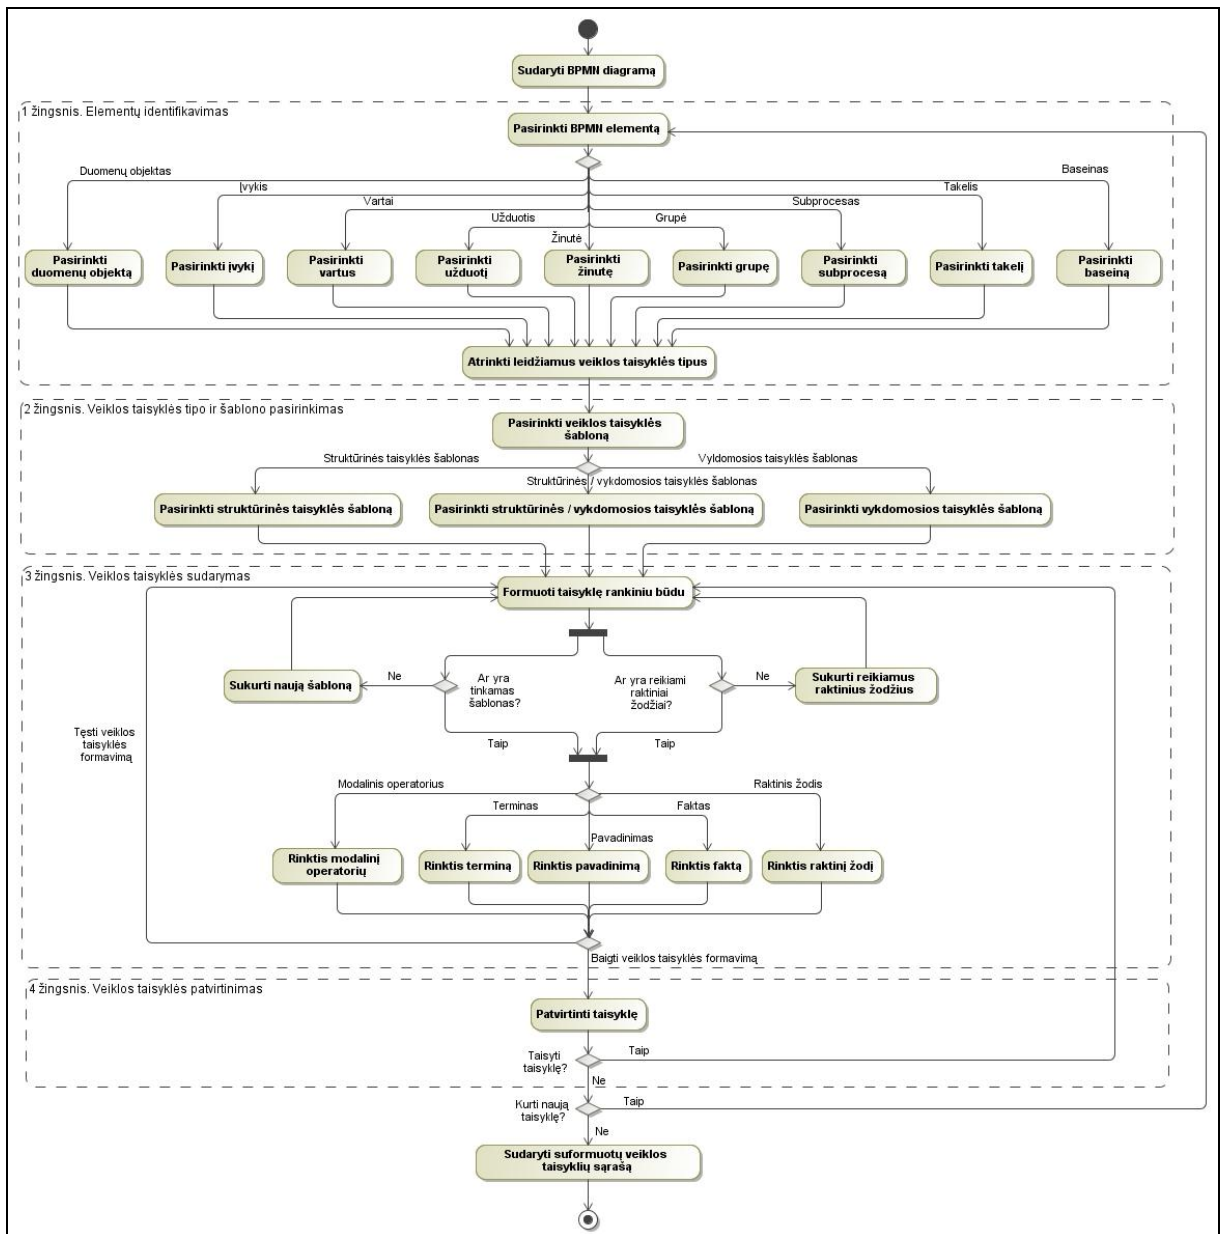 Sudaryti BPMN diagramą
1 žingsnis. Elementų identifikavimas
Pasirinkti BPMN elementą
Duomenų objektas
Įvykis
Vartai
Užduotis
Žinutė
Grupė
Subprocesas
Takelis
Baseinas
Pasirinkti
duomenų objektą
Pasirinkti įvykį
Pasirinkti
vartus
Pasirinkti
užduotį
Pasirinkti
žinutę
Pasirinkti grupę
Pasirinkti
subprocesą
Pasirinkti takelį
Pasirinkti
baseiną
Atrinkti leidžiamus veiklos taisyklės tipus
2 žingsnis. Veiklos taisyklės tipo ir šablono pasirinkimas
Pasirinkti veiklos taisyklės
šabloną
Struktūrinės taisyklės šablonas
Struktūrinės / vykdomosios taisyklės šablonas
Vyldomosios taisyklės šablonas
Pasirinkti struktūrinės taisyklės šabloną
Pasirinkti struktūrinės / vykdomosios taisyklės šabloną
Pasirinkti vykdomosios taisyklės šabloną
3 žingsnis. Veiklos taisyklės sudarymas
Formuoti taisyklę rankiniu būdu
Sukurti naują šabloną
Ne
Ar yra
tinkamas
šablonas?
Ar yra reikiami
raktiniai
žodžiai?
Ne
Sukurti reikiamus
raktinius žodžius
Tęsti veiklos
taisyklės
formavimą
Taip
Taip
Modalinis operatorius
Terminas
Pavadinimas
Faktas
Raktinis žodis
Rinktis modalinį
operatorių
Rinktis terminą
Rinktis pavadinimą
Rinktis faktą
Rinktis raktinį žodį
Baigti veiklos taisyklės formavimą
4 žingsnis. Veiklos taisyklės patvirtinimas
Patvirtinti taisyklę
Taisyti
taisyklę?
Taip
Ne
Kurti naują
taisyklę?
Taip
Ne
Sudaryti suformuotų veiklos
taisyklių sąrašą